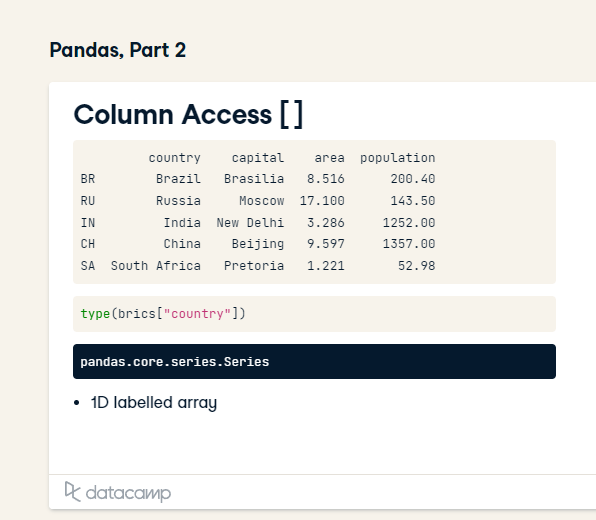 Pandas, Part 2
Column Access [ ]
country capital area population
BR Brazil Brasilia 8.516 200.40
RU Russia Moscow 17.100 143.50
IN India New Delhi 3.286 1252.00
CH China Beijing 9.597 1357.00
SA South Africa Pretoria 1.221 52.98
type(brics["country"])
pandas.core.series.Series
• 1D labelled array
datacamp